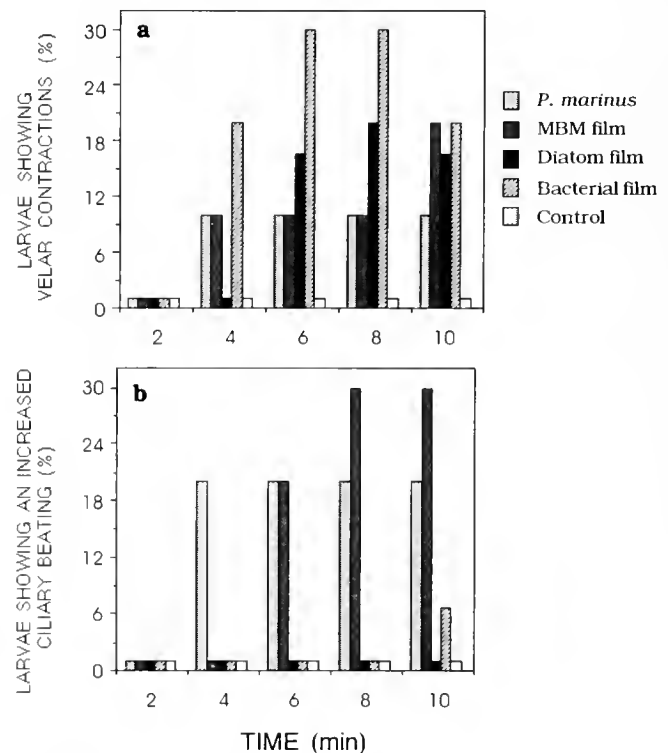 a
LARVAE SHOWING
VELAR CONTRACTIONS (%)
30
24
18
12
6
0
2 4 6 8 10
P. marinus
MBM film
Diatom film
Bacterial film
Control
b
LARVAE SHOWING AN INCREASED
CILIARY BEATING (%)
30
24
18
12
6
0
2 4 6 8 10
TIME (min)